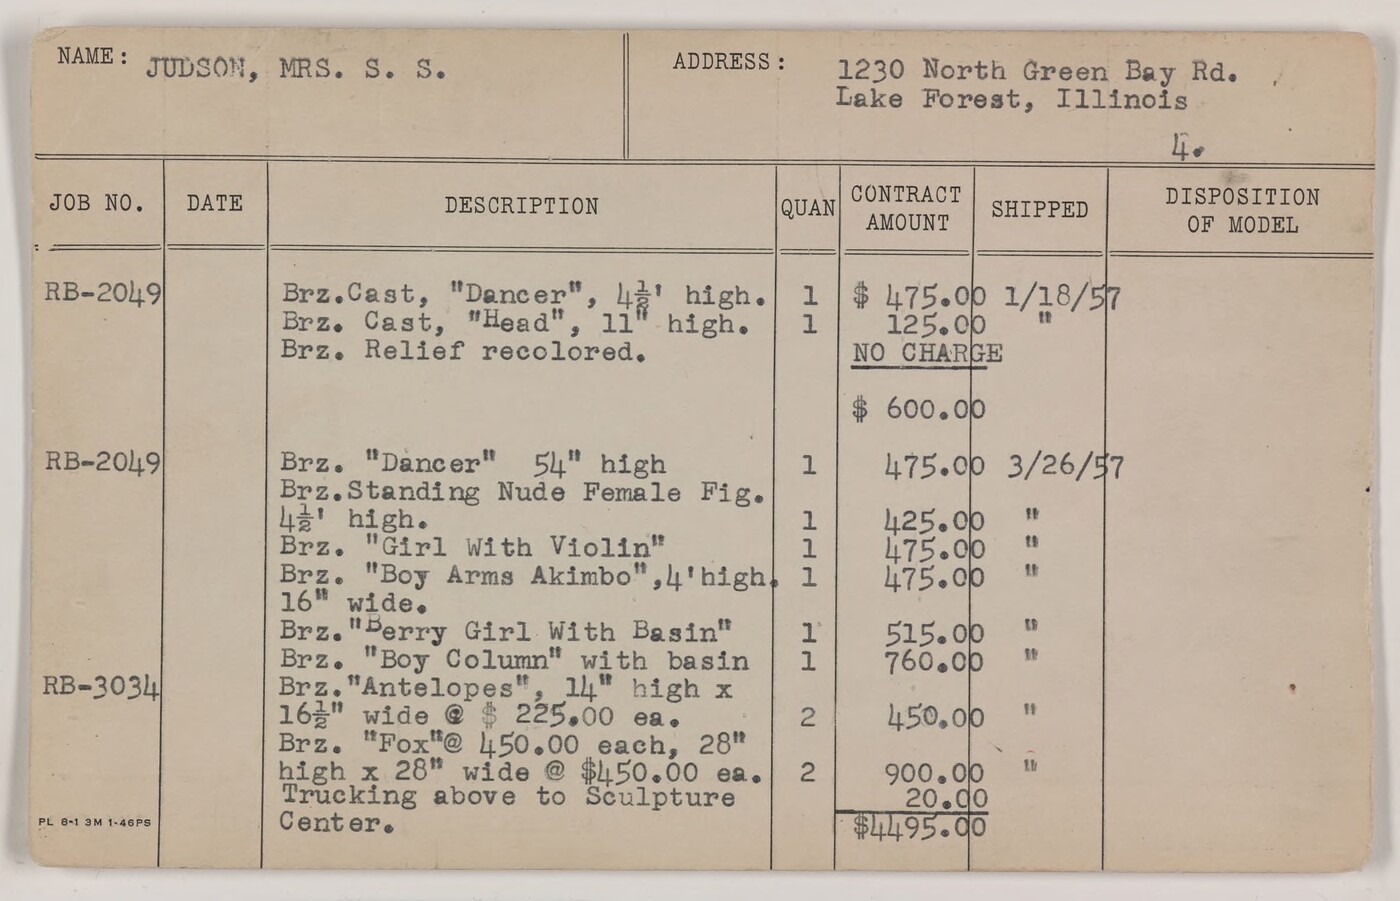 NAME: JUDSON, MRS. S. S. ADDRESS: 1230 North Green Bay Rd.
Lake Forest, Illinois
4.
JOB NO. DATE DESCRIPTION QUAN CONTRACT AMOUNT SHIPPED DISPOSITION OF MODEL
RB-2049 Brz.Cast, "Dancer", 4½' high. 1 $ 475.00 1/18/57
Brz. Cast, "Head", 11" high. 1 125.00 "
Brz. Relief recolored. NO CHARGE
$ 600.00
RB-2049 Brz. "Dancer" 54" high 1 475.00 3/26/57
Brz.Standing Nude Female Fig.
4½' high. 1 425.00 "
Brz. "Girl With Violin" 1 475.00 "
Brz. "Boy Arms Akimbo",4'high. 1 475.00 "
16" wide.
Brz."Berry Girl With Basin" 1 515.00 "
Brz. "Boy Column" with basin 1 760.00 "
RB-3034 Brz."Antelopes", 14" high x
16½" wide @ $ 225.00 ea. 2 450.00 "
Brz. "Fox"@ 450.00 each, 28"
high x 28" wide @ $450.00 ea. 2 900.00 "
Trucking above to Sculpture 20.00
PL 8-1 3M 1-46PS Center. $4495.00